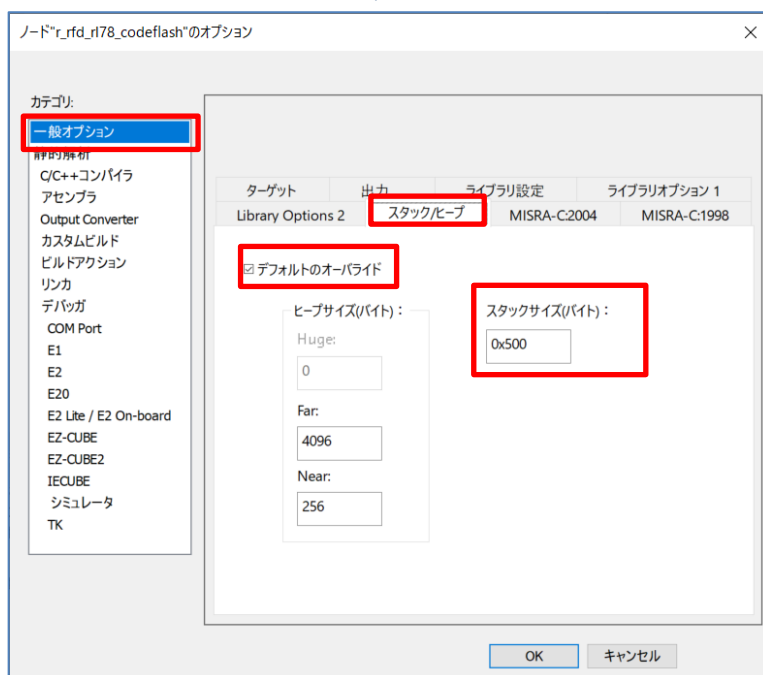 ノード"r_rfd_rl78_codeflash"のオプション
カテゴリ:
一般オプション
静的解析
C/C++コンパイラ
アセンブラ
Output Converter
カスタムビルド
ビルドアクション
リンカ
デバッガ
COM Port
E1
E2
E20
E2 Lite / E2 On-board
EZ-CUBE
EZ-CUBE2
IECUBE
シミュレータ
TK
ターゲット 出力 ライブラリ設定 ライブラリオプション 1
Library Options 2 スタック/ヒープ MISRA-C:2004 MISRA-C:1998
デフォルトのオーバライド
ヒープサイズ(バイト)：
Huge:
0
Far:
4096
Near:
256
スタックサイズ(バイト)：
0x500
OK キャンセル